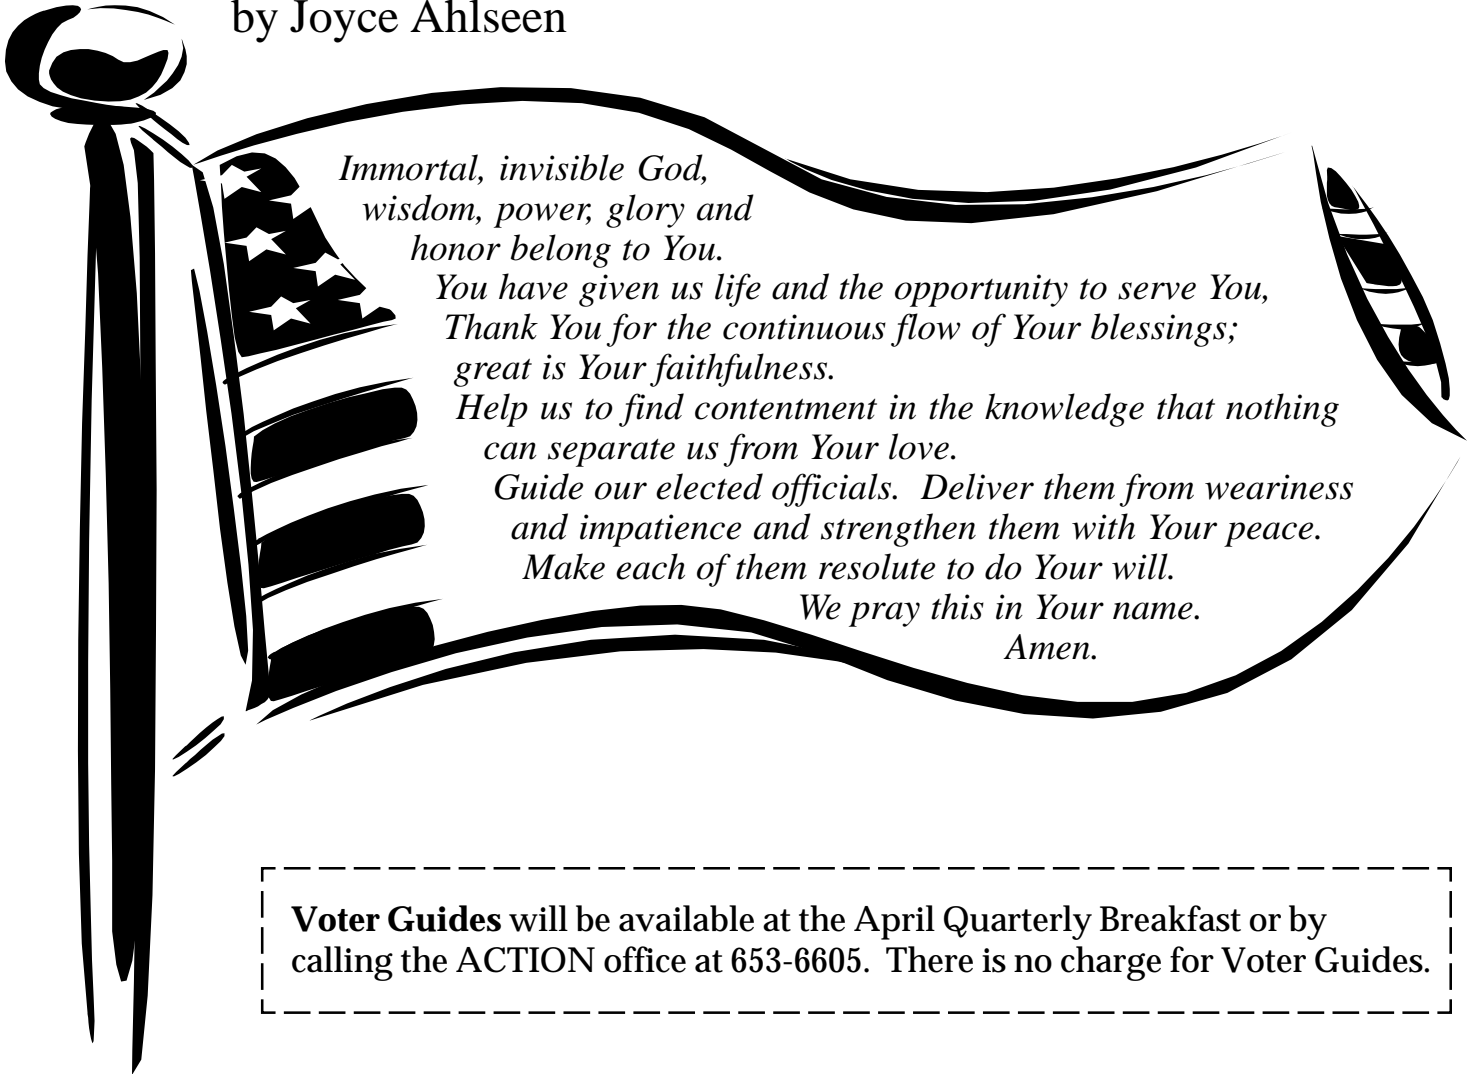 by Joyce Ahlseen
Immortal, invisible God,
wisdom, power, glory and
honor belong to You.
You have given us life and the opportunity to serve You,
Thank You for the continuous flow of Your blessings;
great is Your faithfulness.
Help us to find contentment in the knowledge that nothing
can separate us from Your love.
Guide our elected officials.  Deliver them from weariness
and impatience and strengthen them with Your peace.
Make each of them resolute to do Your will.
We pray this in Your name.
Amen.
Voter Guides will be available at the April Quarterly Breakfast or by
calling the ACTION office at 653-6605.  There is no charge for Voter Guides.